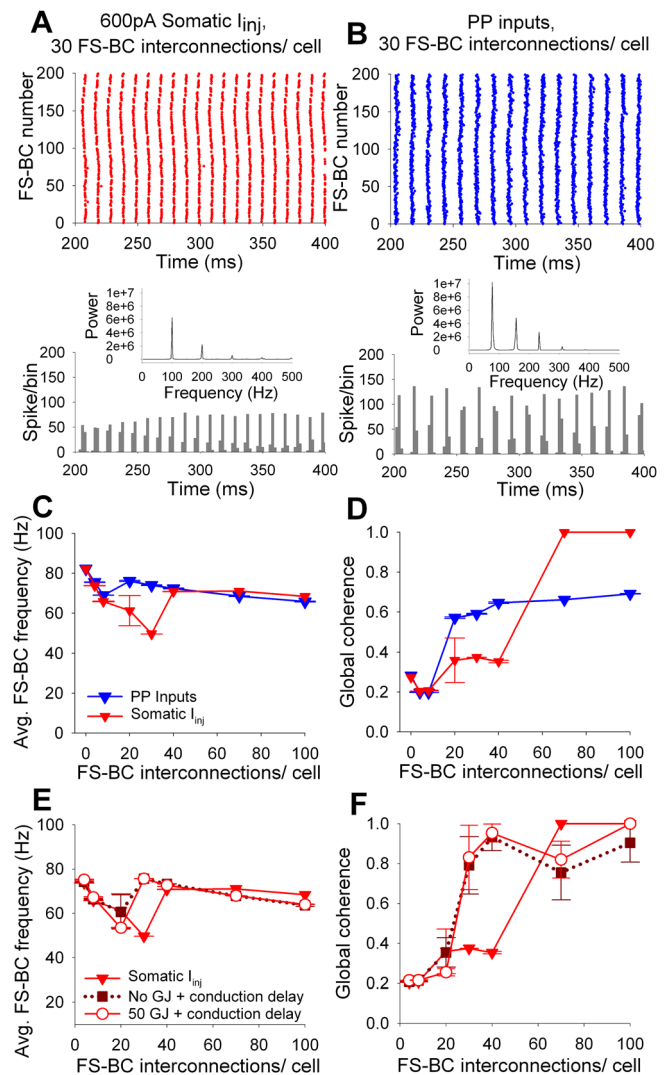 A
600pA Somatic Iinj,
30 FS-BC interconnections/ cell
B
PP inputs,
30 FS-BC interconnections/ cell
FS-BC number
200
150
100
50
0
200 250 300 350 400
Time (ms)
FS-BC number
200
150
100
50
0
200 250 300 350 400
Time (ms)
Power
1e+7
8e+6
6e+6
4e+6
2e+6
0
0 100 200 300 400 500
Frequency (Hz)
Spike/bin
200
150
100
50
0
200 250 300 350 400
Time (ms)
Power
1e+7
8e+6
6e+6
4e+6
2e+6
0
0 100 200 300 400 500
Frequency (Hz)
Spike/bin
200
150
100
50
0
200 250 300 350 400
Time (ms)
C
Avg. FS-BC frequency (Hz)
100
80
60
40
20
0
PP Inputs
Somatic Iinj
0 20 40 60 80 100
FS-BC interconnections/ cell
D
Global coherence
1.0
0.8
0.6
0.4
0.2
0.0
0 20 40 60 80 100
FS-BC interconnections/ cell
E
Avg. FS-BC frequency (Hz)
100
80
60
40
20
Somatic Iinj
No GJ + conduction delay
50 GJ + conduction delay
0 20 40 60 80 100
FS-BC interconnections/ cell
F
Global coherence
1.0
0.8
0.6
0.4
0.2
0.0
0 20 40 60 80 100
FS-BC interconnections/ cell